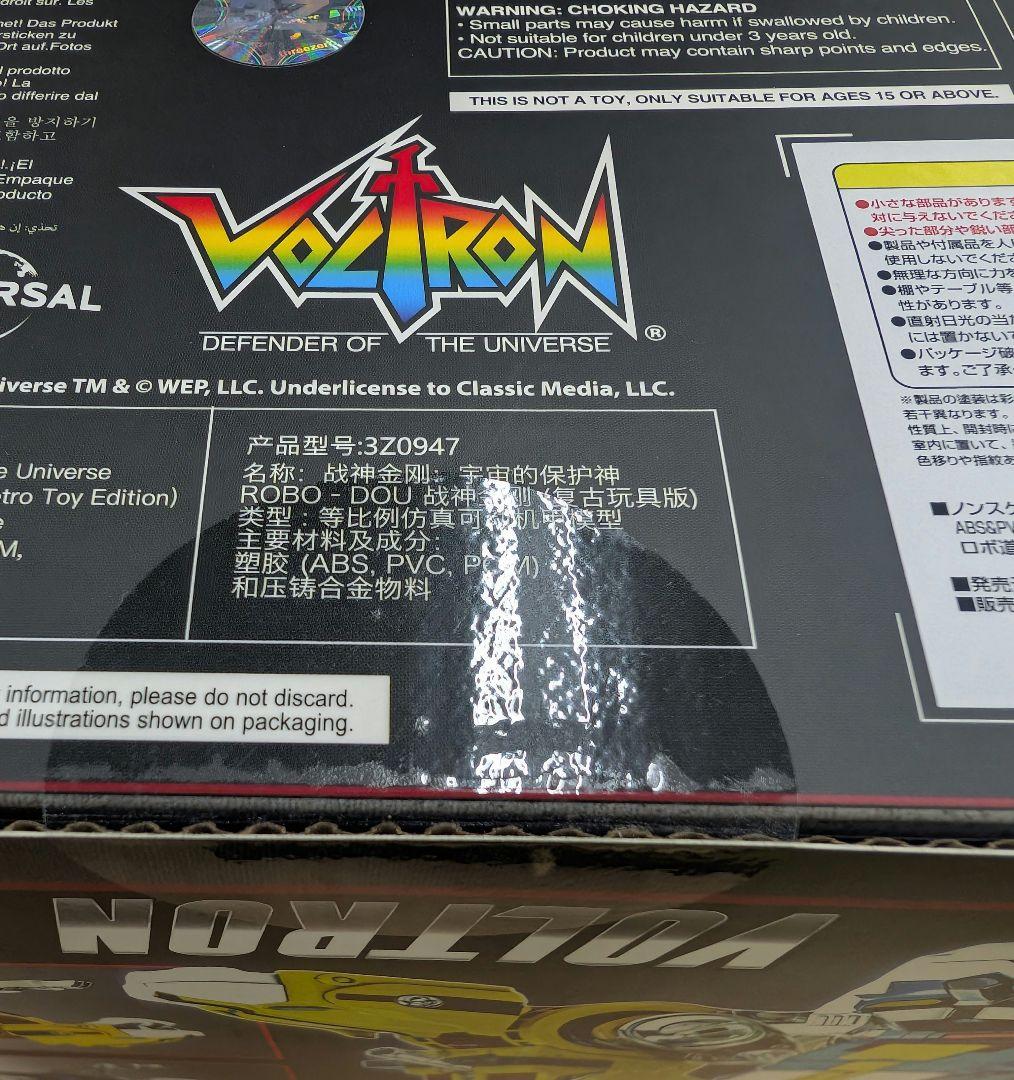 droit sur. Les
net! Das Produkt
rsticken zu
Ort auf.Fotos
prodotto
o! La
o differire dal
을 방지하기
함하고
!.¡El
Empaque
oducto
threezero
WARNING: CHOKING HAZARD
• Small parts may cause harm if swallowed by children.
• Not suitable for children under 3 years old.
CAUTION: Product may contain sharp points and edges.
THIS IS NOT A TOY, ONLY SUITABLE FOR AGES 15 OR ABOVE.
VOLTRON
DEFENDER OF THE UNIVERSE ®
RSAL
iverse TM & © WEP, LLC. Underlicense to Classic Media, LLC.
e Universe
etro Toy Edition)
e
M,
产品型号:3Z0947
名称：战神金刚：宇宙的保护神
ROBO - DOU 战神金刚 (复古玩具版)
类型：等比例仿真可动机甲模型
主要材料及成分：
塑胶 (ABS, PVC, POM)
和压铸合金物料
information, please do not discard.
d illustrations shown on packaging.
●小さな部品があります
対に与えないでくださ
●尖った部分や鋭い部
●製品や付属品を人
使用しないでくださ
●無理な方向に力を
●棚やテーブル等
性があります。
●直射日光の当た
には置かないで
●パッケージ破
ます。ご了承
※製品の塗装は彩
若干異なります。
性質上、開封時に
室内に置いて、
色移りや指紋あ
■ノンスケ
ABS&PV
ロボ道
■発売
■販売
VOLTRON